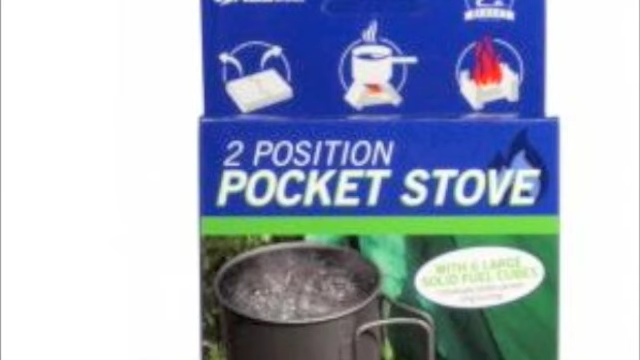 2 POSITION
POCKET STOVE
WITH 6 LARGE
SOLID FUEL CUBES